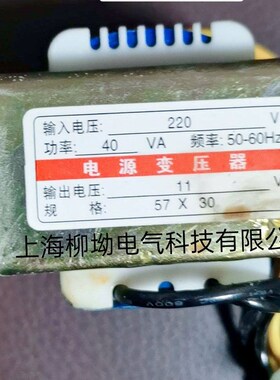 输入电压: 220 V
功率: 40 VA 频率: 50-60Hz
电源变压器
输出电压: 11 V
规格: 57 X 30
上海柳坳电气科技有限公